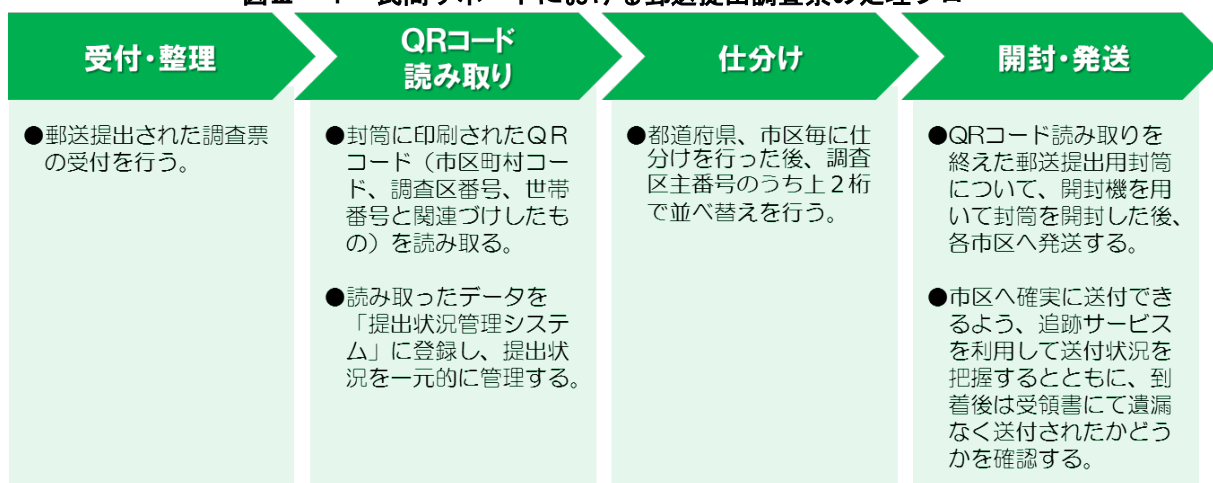 受付・整理
QRコード
読み取り
仕分け
開封・発送
●郵送提出された調査票
の受付を行う。
●封筒に印刷されたＱＲ
コード（市区町村コー
ド、調査区番号、世帯
番号と関連づけしたも
の）を読み取る。
●読み取ったデータを
「提出状況管理システ
ム」に登録し、提出状
況を一元的に管理する。
●都道府県、市区毎に仕
分けを行った後、調査
区主番号のうち上２桁
で並べ替えを行う。
●QRコード読み取りを
終えた郵送提出用封筒
について、開封機を用
いて封筒を開封した後、
各市区へ発送する。
●市区へ確実に送付でき
るよう、追跡サービス
を利用して送付状況を
把握するとともに、到
着後は受領書にて遺漏
なく送付されたかどう
かを確認する。